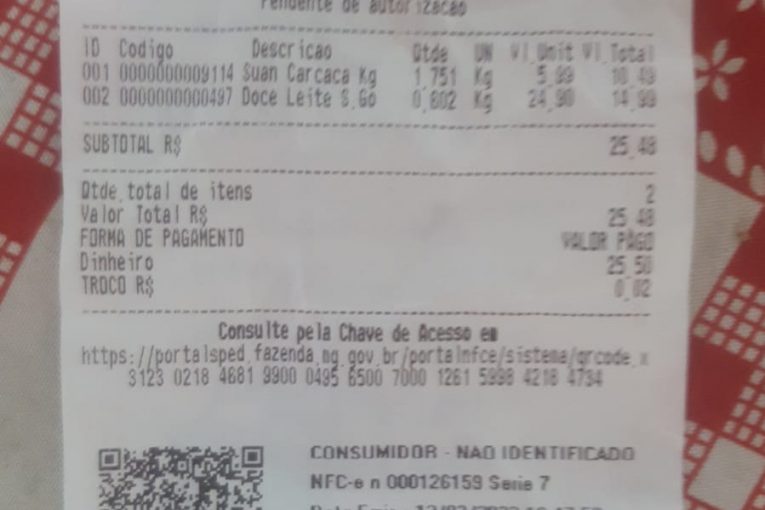 Pendente de autorizacao
ID Codigo Descricao Qtde UN Vl Unit Vl Total
001 0000000009114 Suan Carcaca Kg 1,751 Kg 5,99 10,49
002 0000000000497 Doce Leite S.Go 0,602 Kg 24,90 14,99
SUBTOTAL R$ 25,48
Qtde.total de itens 2
Valor Total R$ 25,48
FORMA DE PAGAMENTO VALOR PAGO
Dinheiro 25,50
TROCO R$ 0,02
Consulte pela Chave de Acesso em
https://portalsped.fazenda.mg.gov.br/portalnfce/sistema/qrcode.x
3123 0218 4681 9900 0495 6500 7000 1261 5998 4218 4734
CONSUMIDOR - NAO IDENTIFICADO
NFC-e n 000126159 Serie 7